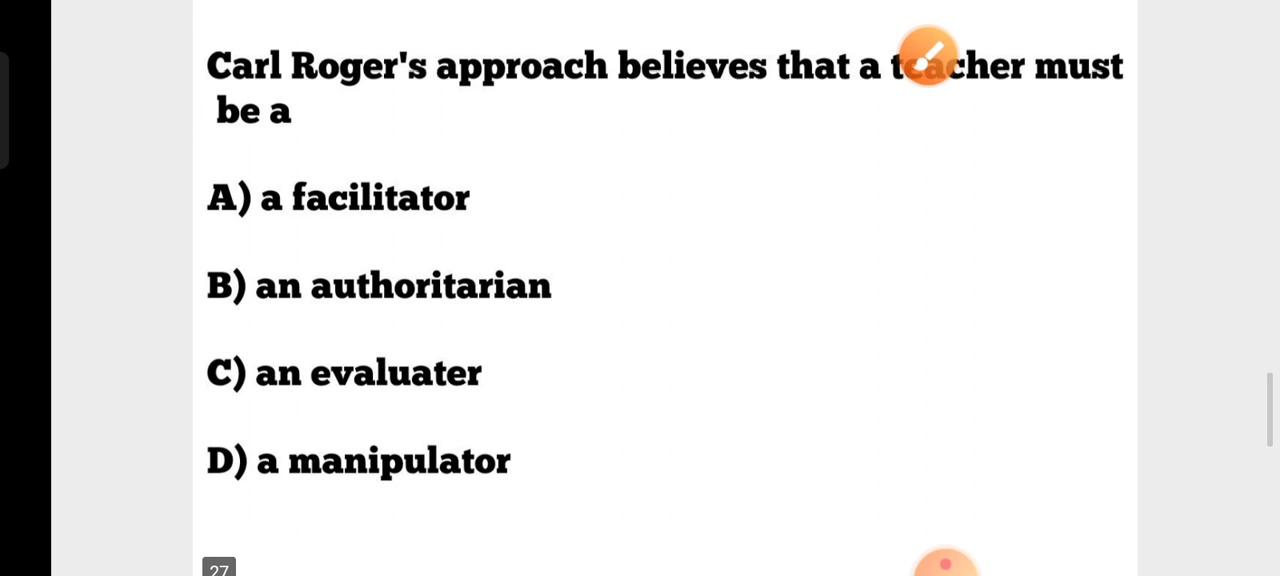 Carl Roger's approach believes that a teacher must
be a
A) a facilitator
B) an authoritarian
C) an evaluater
D) a manipulator
27